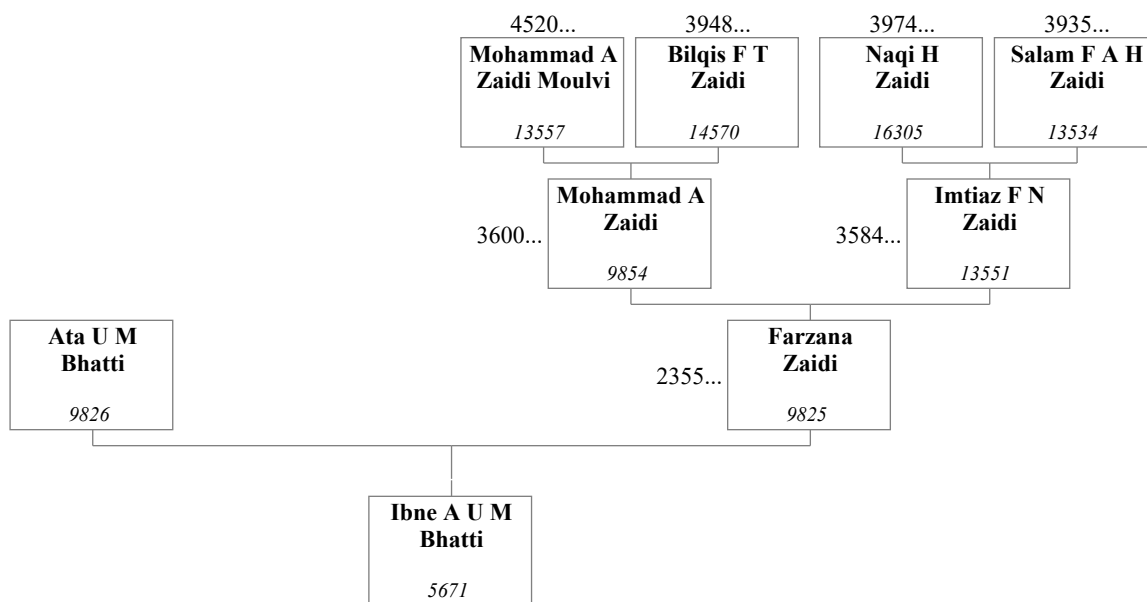 4520...
3948...
3974...
3935...
Mohammad A
Zaidi Moulvi
13557
Bilqis F T
Zaidi
14570
Naqi H
Zaidi
16305
Salam F A H
Zaidi
13534
3600...
Mohammad A
Zaidi
9854
3584...
Imtiaz F N
Zaidi
13551
Ata U M
Bhatti
9826
2355...
Farzana
Zaidi
9825
Ibne A U M
Bhatti
5671